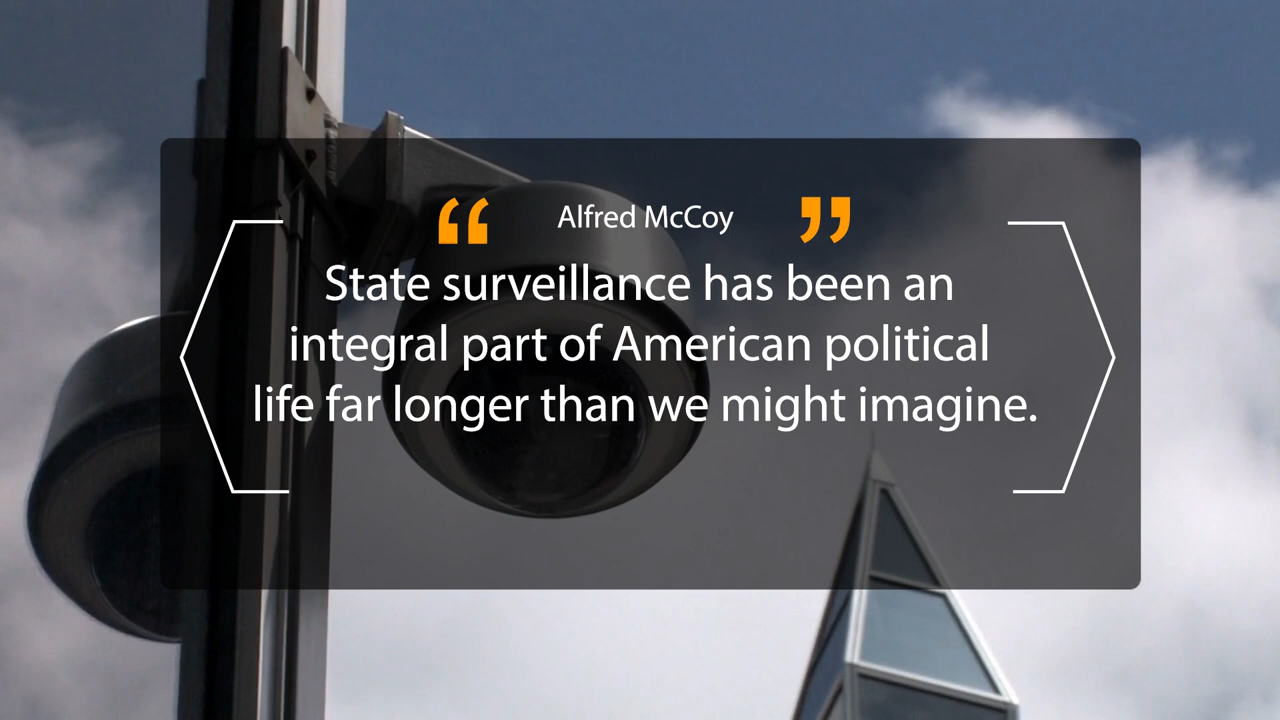 “ Alfred McCoy ”
State surveillance has been an
integral part of American political
life far longer than we might imagine.